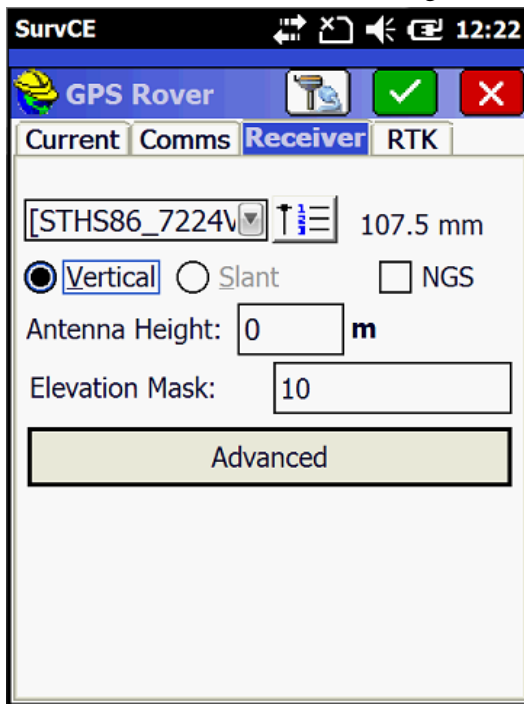 SurvCE 12:22
GPS Rover
Current Comms Receiver RTK
[STHS86_7224V 107.5 mm
Vertical Slant NGS
Antenna Height: 0 m
Elevation Mask: 10
Advanced